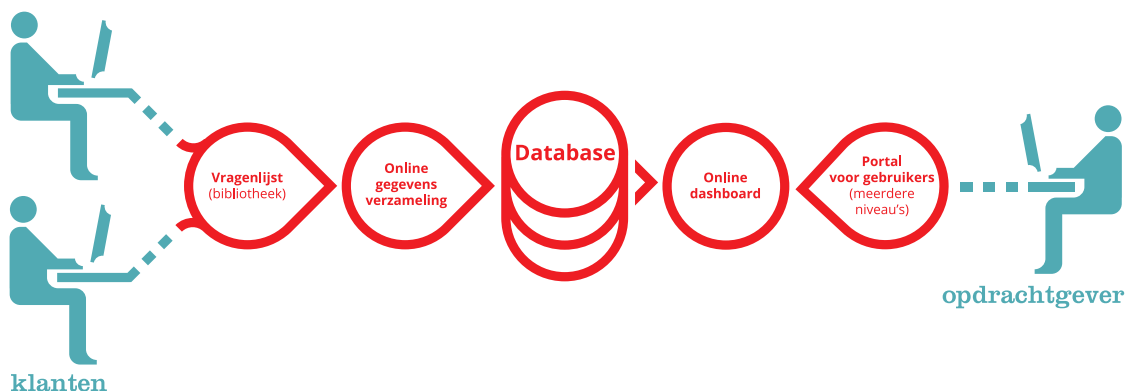 Vragenlijst
(bibliotheek)
Online
gegevens
verzameling
Database
Online
dashboard
Portal
voor gebruikers
(meerdere
niveau's)
opdrachtgever
klanten